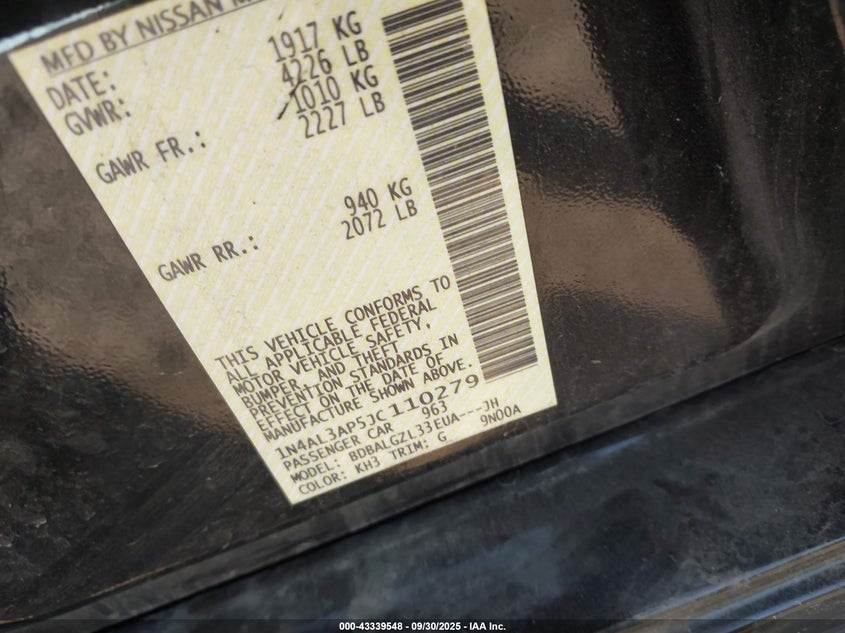 MFD BY NISSAN
DATE:
GVWR: 1917 KG
4226 LB
GAWR FR.: 1010 KG
2227 LB
GAWR RR.: 940 KG
2072 LB
THIS VEHICLE CONFORMS TO
ALL APPLICABLE FEDERAL
MOTOR VEHICLE SAFETY,
BUMPER, AND THEFT
PREVENTION STANDARDS IN
EFFECT ON THE DATE OF
MANUFACTURE SHOWN ABOVE.
1N4AL3AP5JC110279
PASSENGER CAR 963
MODEL: BDBALGZL33EUA---JH
COLOR: KH3 TRIM: G 9N00A
000-43339548 - 09/30/2025 - IAA Inc.